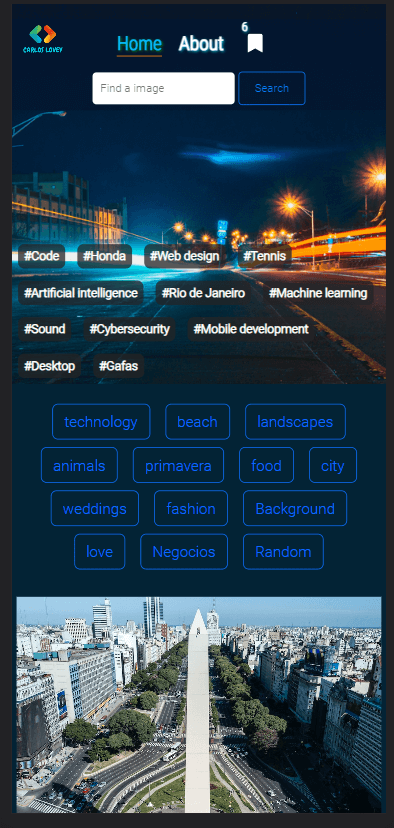 6
CARLOS LOVEY
Home About
Find a image Search
#Code #Honda #Web design #Tennis
#Artificial intelligence #Rio de Janeiro #Machine learning
#Sound #Cybersecurity #Mobile development
#Desktop #Gafas
technology beach landscapes
animals primavera food city
weddings fashion Background
love Negocios Random